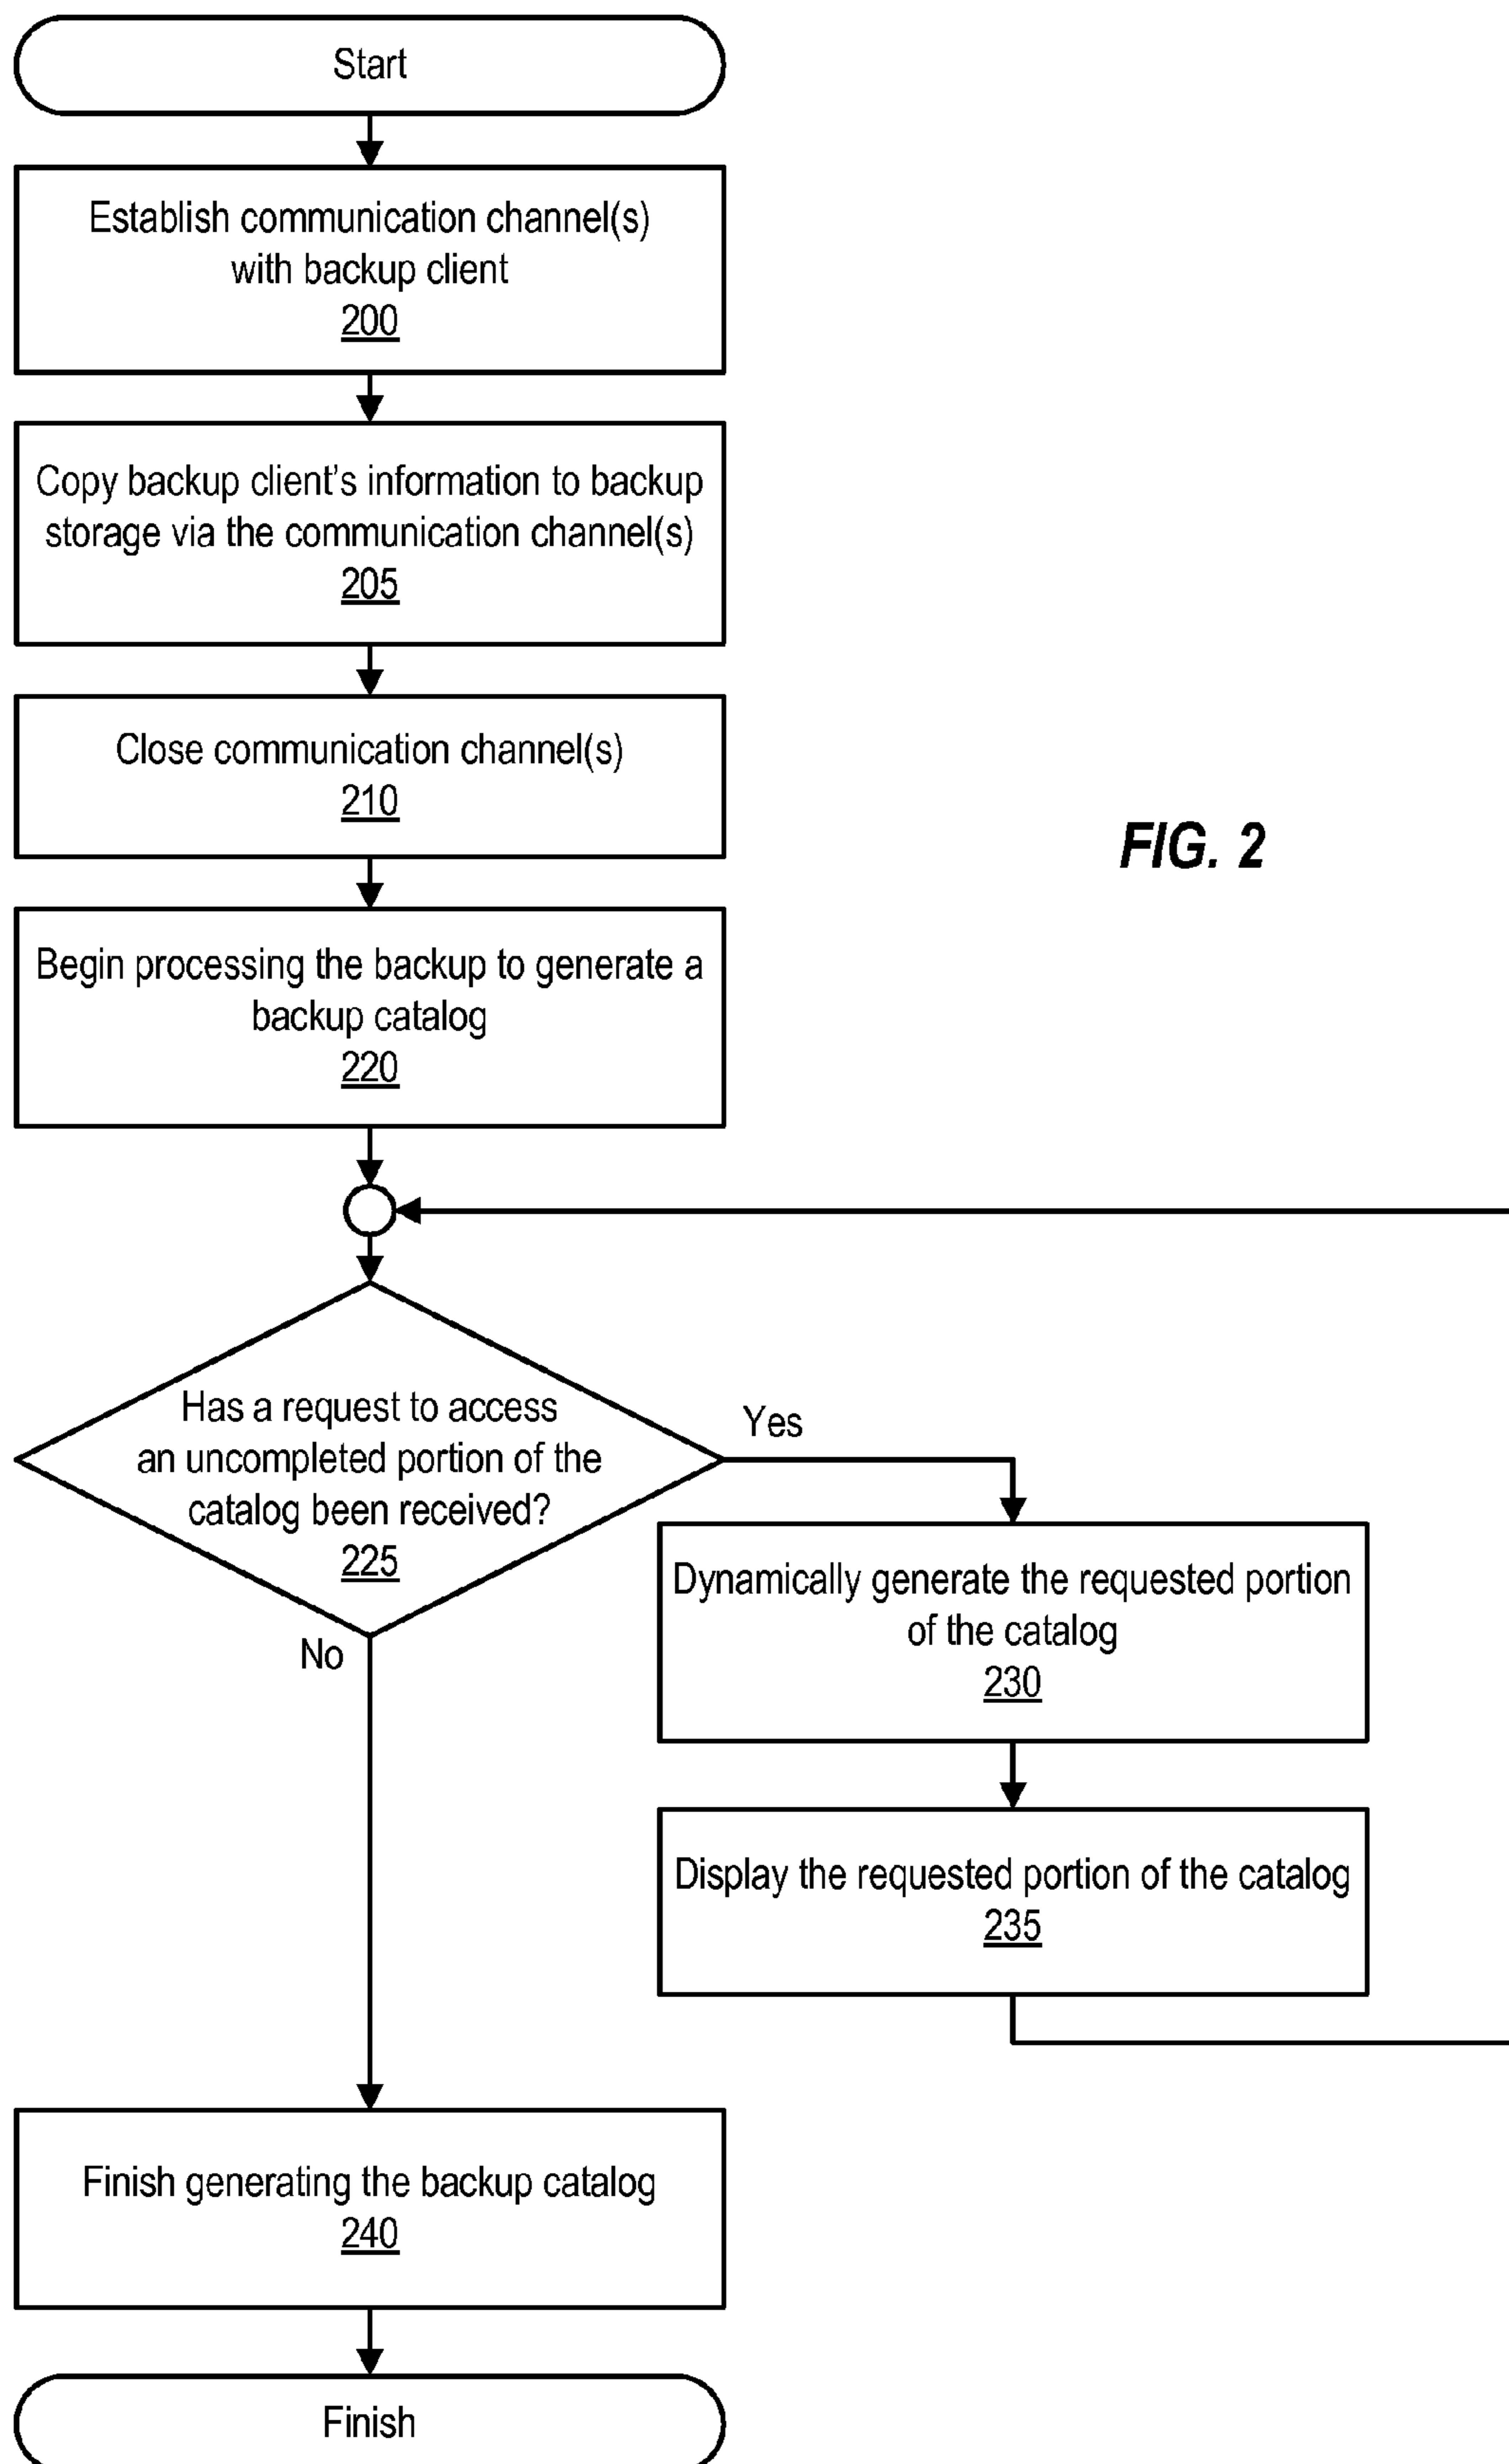 Start
Establish communication channel(s)
with backup client
200
Copy backup client's information to backup
storage via the communication channel(s)
205
Close communication channel(s)
210
FIG. 2
Begin processing the backup to generate a
backup catalog
220
Has a request to access
an uncompleted portion of the
catalog been received?
225
Yes
No
Dynamically generate the requested portion
of the catalog
230
Display the requested portion of the catalog
235
Finish generating the backup catalog
240
Finish